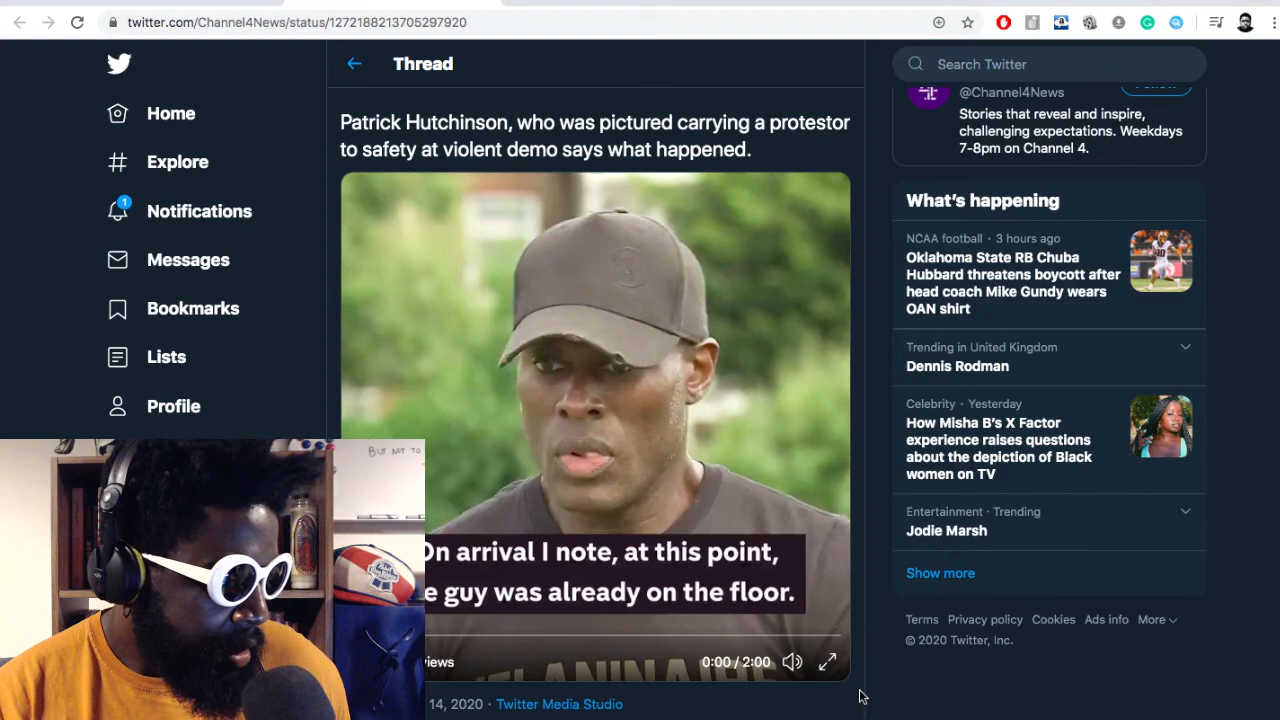 twitter.com/Channel4News/status/1272188213705297920
Home
Explore
1
Notifications
Messages
Bookmarks
Lists
Profile
Thread
Patrick Hutchinson, who was pictured carrying a protestor
to safety at violent demo says what happened.
On arrival I note, at this point,
e guy was already on the floor.
views
0:00 / 2:00
14, 2020 · Twitter Media Studio
BUT NOT TO
Search Twitter
@Channel4News
Stories that reveal and inspire,
challenging expectations. Weekdays
7-8pm on Channel 4.
What's happening
NCAA football · 3 hours ago
Oklahoma State RB Chuba
Hubbard threatens boycott after
head coach Mike Gundy wears
OAN shirt
Trending in United Kingdom
Dennis Rodman
Celebrity · Yesterday
How Misha B's X Factor
experience raises questions
about the depiction of Black
women on TV
Entertainment · Trending
Jodie Marsh
Show more
Terms Privacy policy Cookies Ads info More
© 2020 Twitter, Inc.